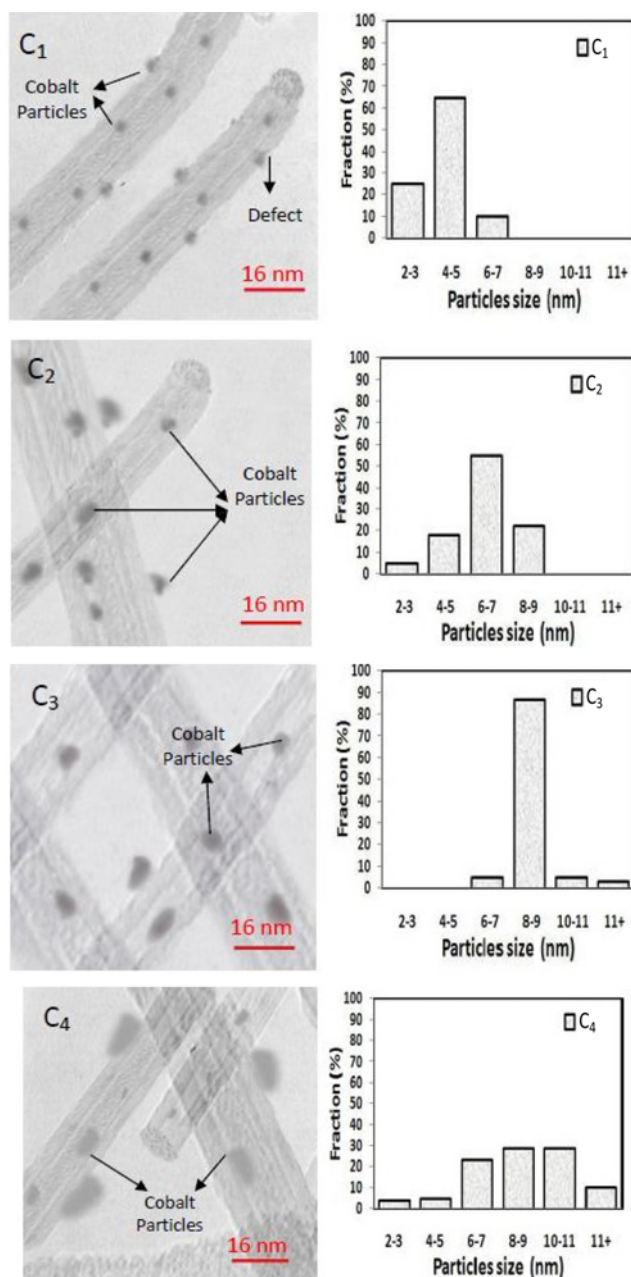 C1
Cobalt
Particles
Defect
16 nm
Fraction (%)
100
90
80
70
60
50
40
30
20
10
0
C1
2-3 4-5 6-7 8-9 10-11 11+
Particles size (nm)
C2
Cobalt
Particles
16 nm
Fraction (%)
100
90
80
70
60
50
40
30
20
10
0
C2
2-3 4-5 6-7 8-9 10-11 11+
Particles size (nm)
C3
Cobalt
Particles
16 nm
Fraction (%)
100
90
80
70
60
50
40
30
20
10
0
C3
2-3 4-5 6-7 8-9 10-11 11+
Particles size (nm)
C4
Cobalt
Particles
16 nm
Fraction (%)
100
90
80
70
60
50
40
30
20
10
0
C4
2-3 4-5 6-7 8-9 10-11 11+
Particles size (nm)